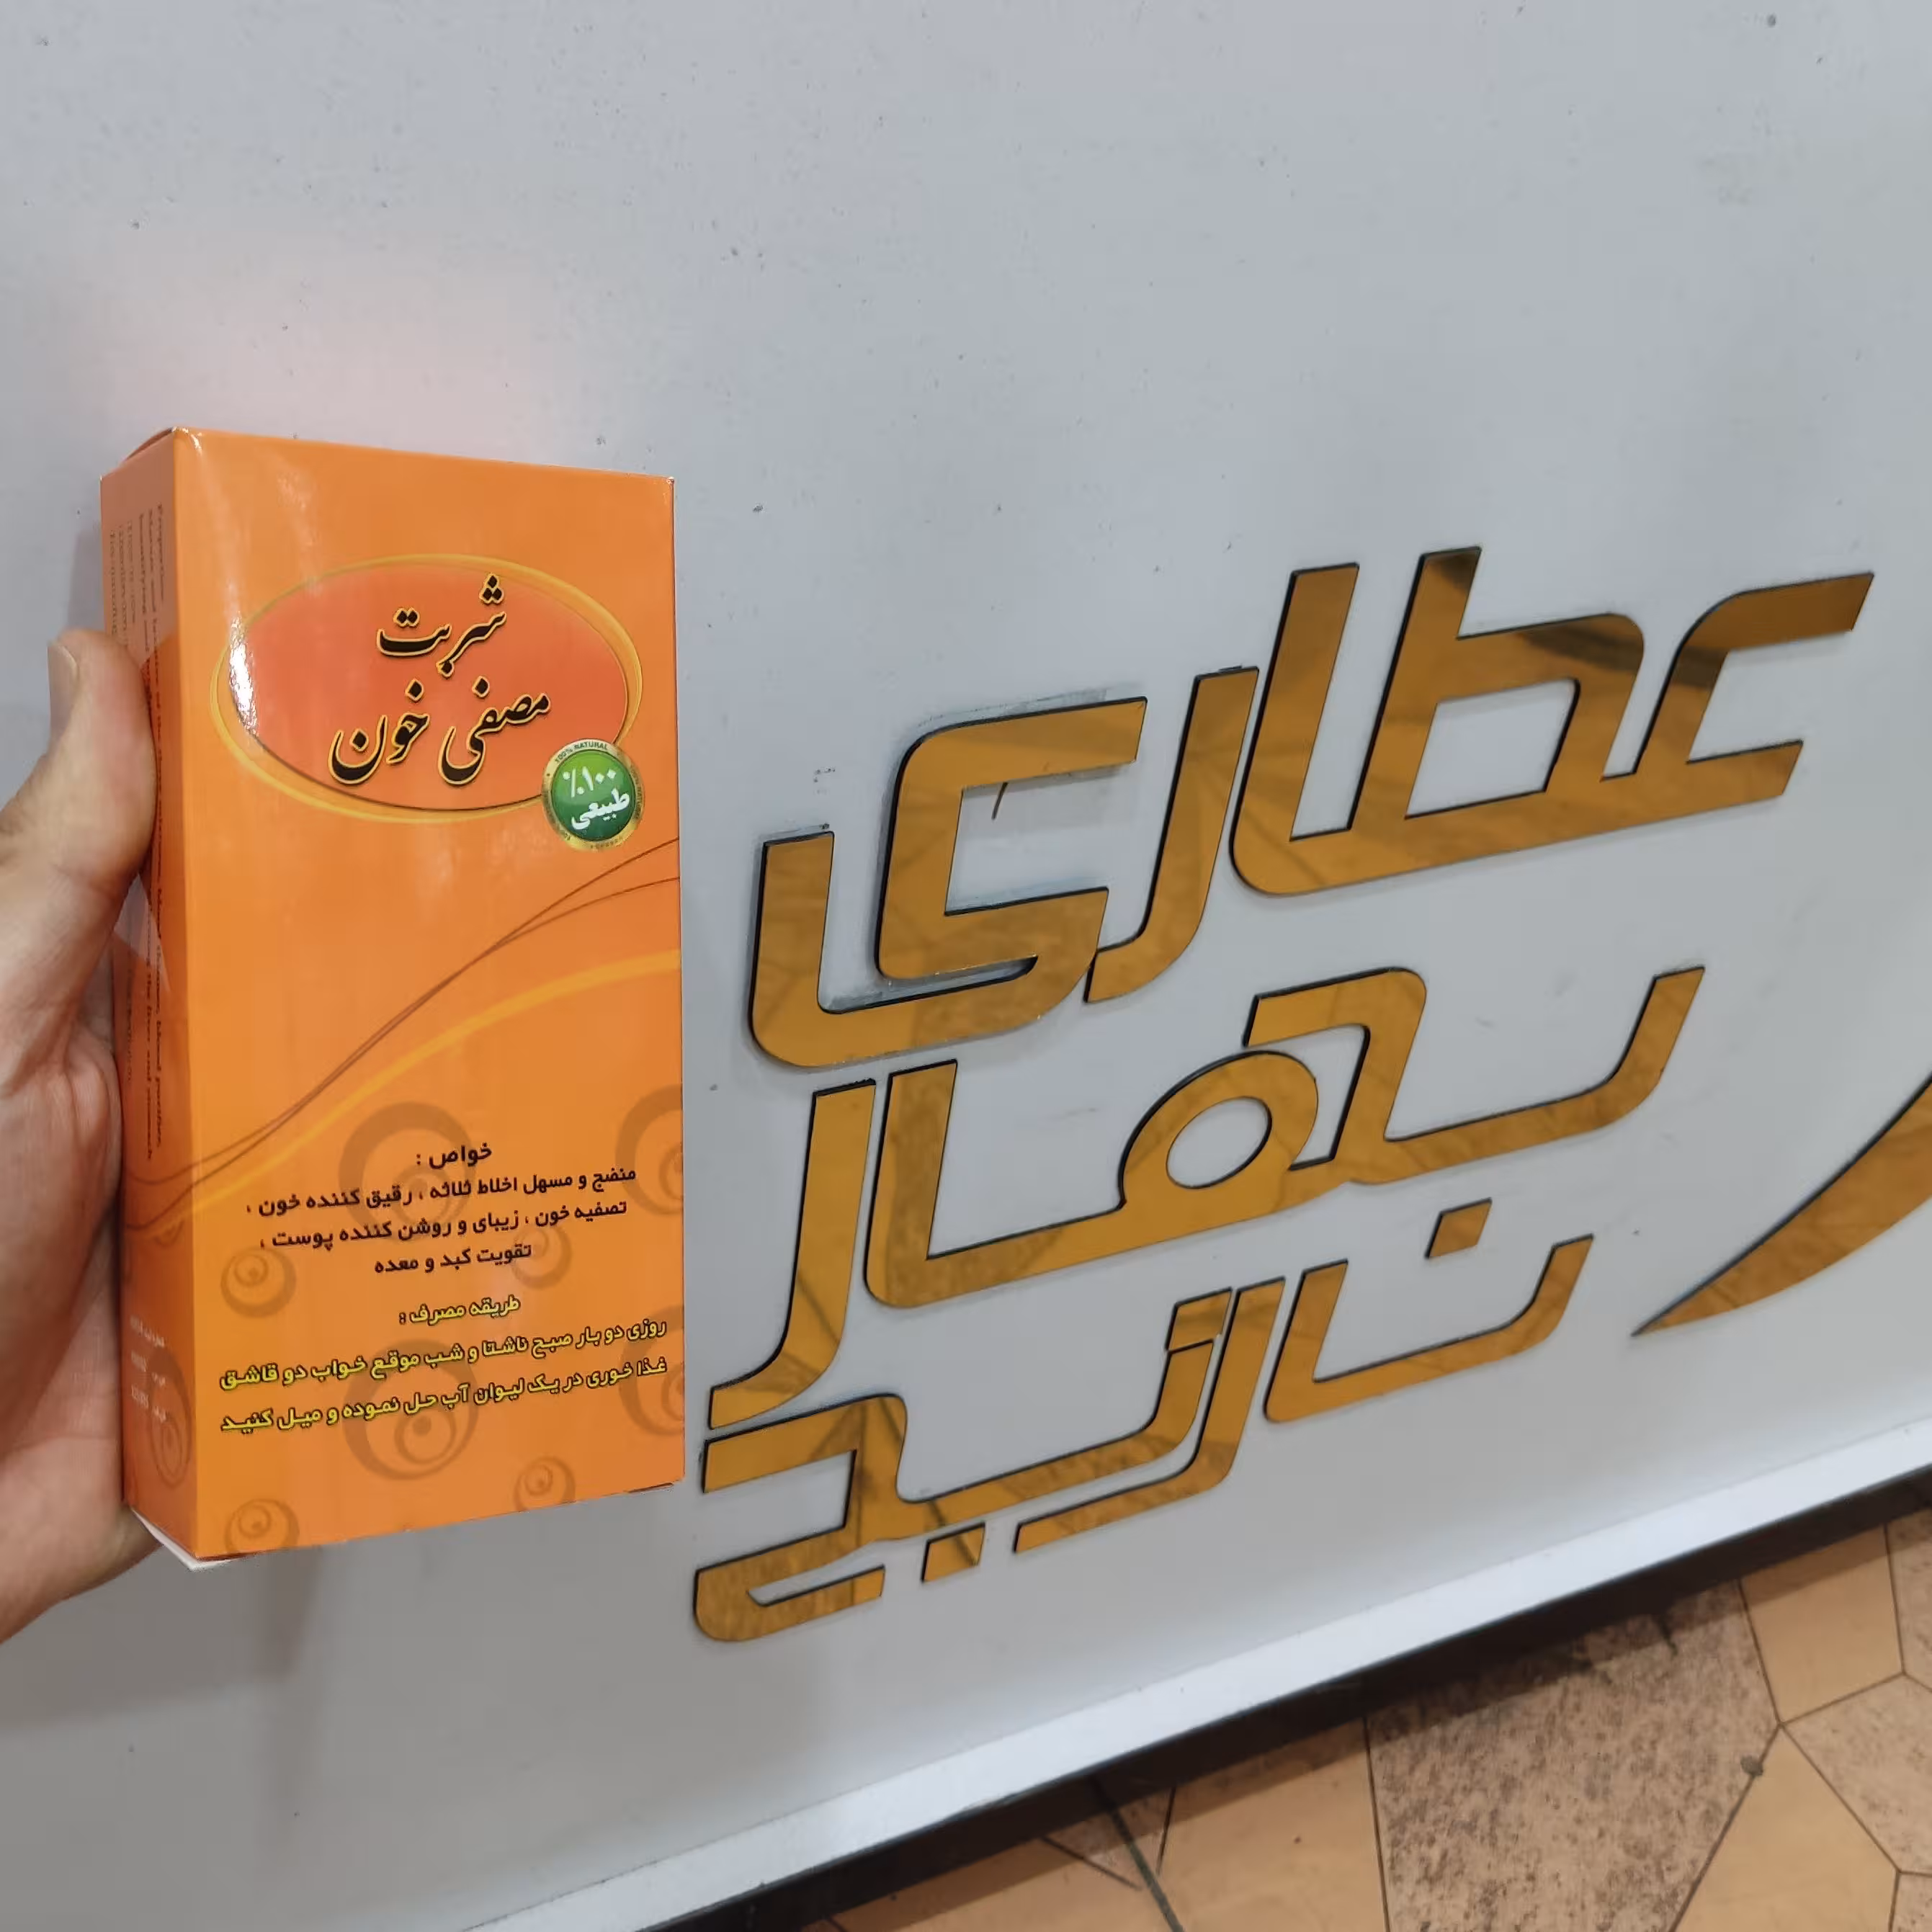 شربت
مصفی خون
100% NATURAL
٪۱۰۰
طبیعی
خواص :
منضج و مسهل اخلاط ثلاثه ، رقیق کننده خون ،
تصفیه خون ، زیبای و روشن کننده پوست ،
تقویت کبد و معده
طریقه مصرف :
روزی دو بار صبح ناشتا و شب موقع خواب دو قاشق
غذا خوری در یک لیوان آب حل نموده و میل کنید
عطاری
بهار
نازید